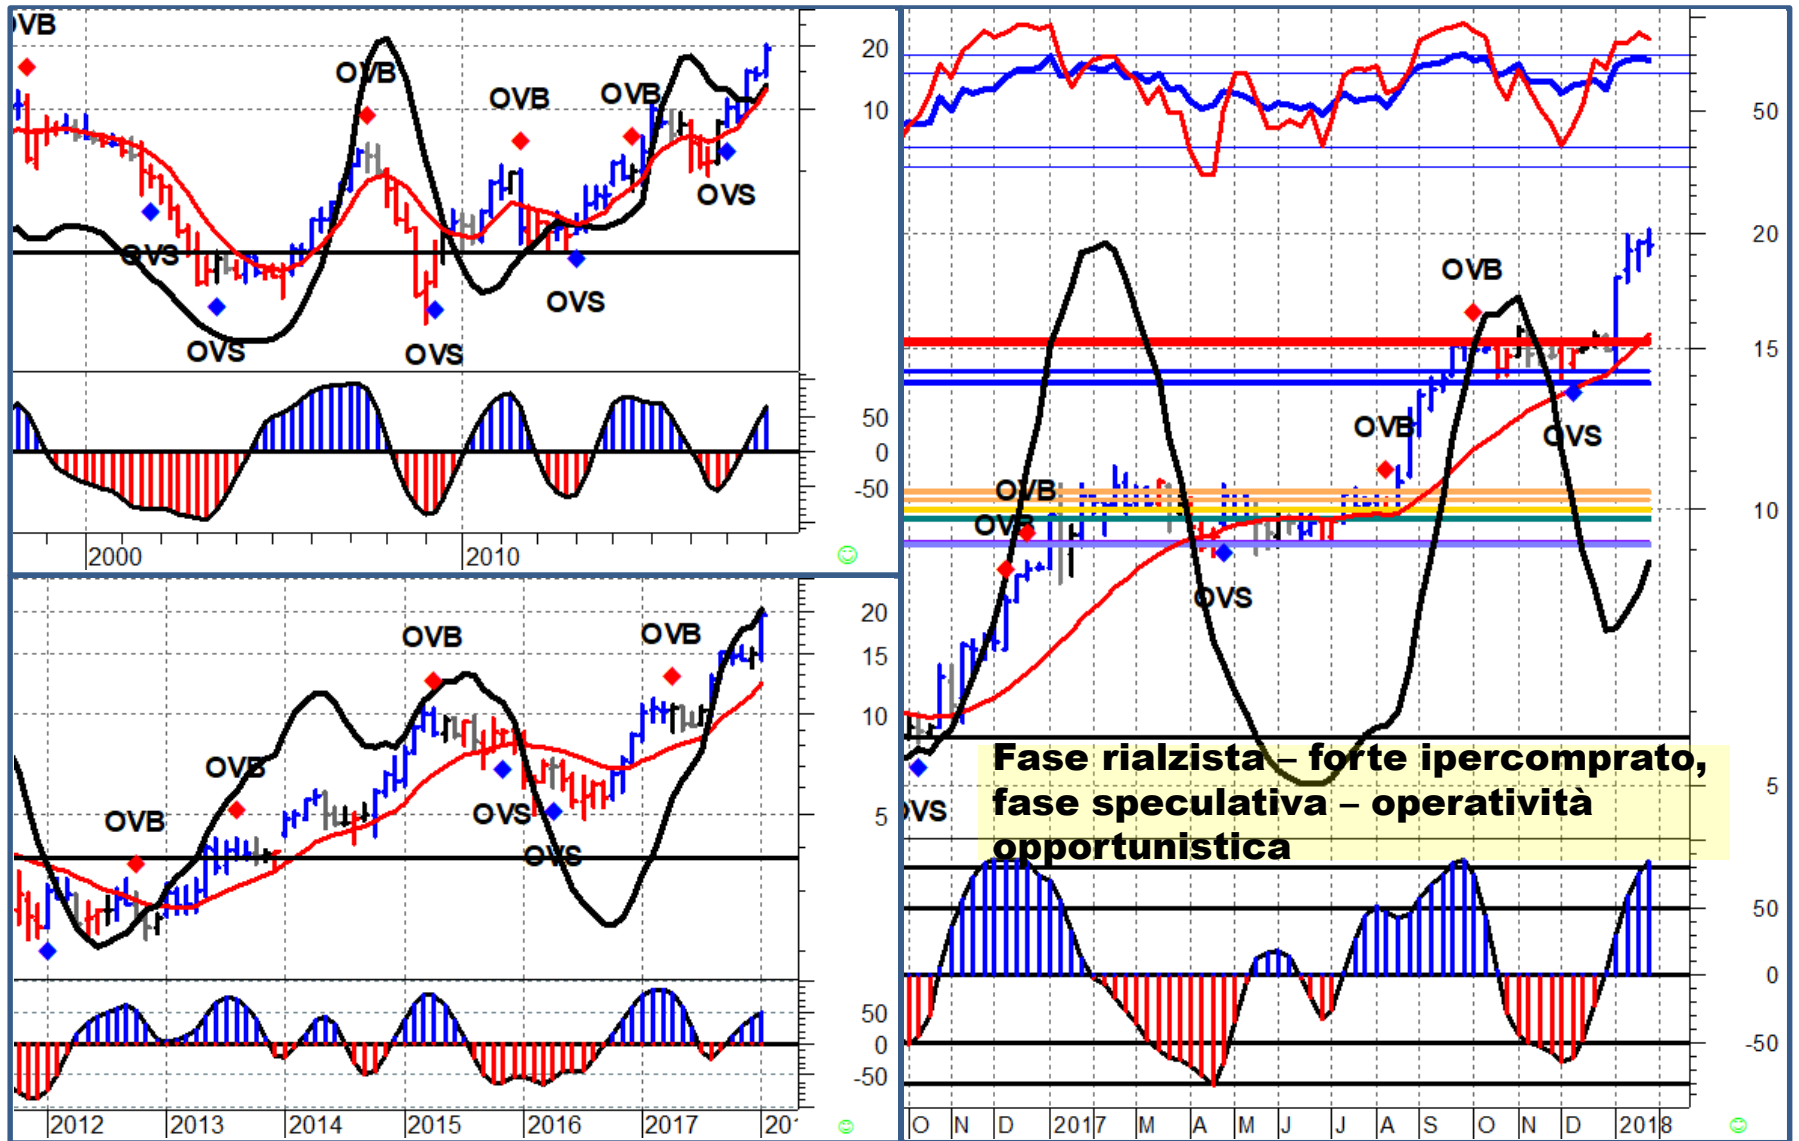 OVB
OVB
OVB
OVB
20
10
OVS
OVS
OVS
OVS
OVS
50
0
-50
2000
2010
OVB
OVB
OVB
OVB
20
15
10
5
OVS
OVS
50
0
-50
2012
2013
2014
2015
2016
2017
50
OVB
20
15
OVB
OVS
OVB
OVB
10
OVS
Fase rialzista – forte ipercomprato,
fase speculativa – operatività
opportunistica
5
OVS
50
0
-50
O N D 2017 M A M J J A S O N D 2018